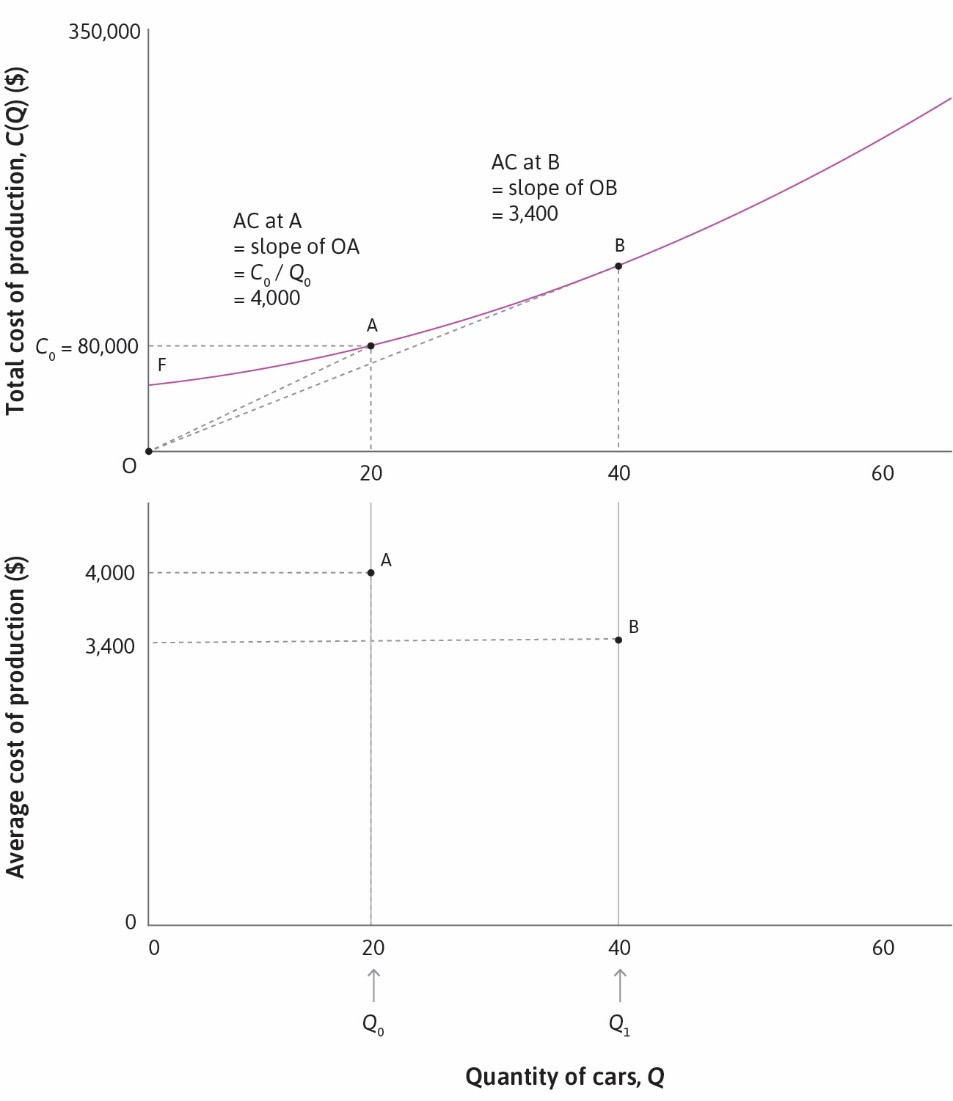 350,000
Total cost of production, C(Q) ($)
AC at B
= slope of OB
= 3,400
AC at A
= slope of OA
= C₀ / Q₀
= 4,000
B
A
C₀ = 80,000
F
O
20
40
60
Average cost of production ($)
A
4,000
B
3,400
0
0
20
40
60
Q₀
Q₁
Quantity of cars, Q